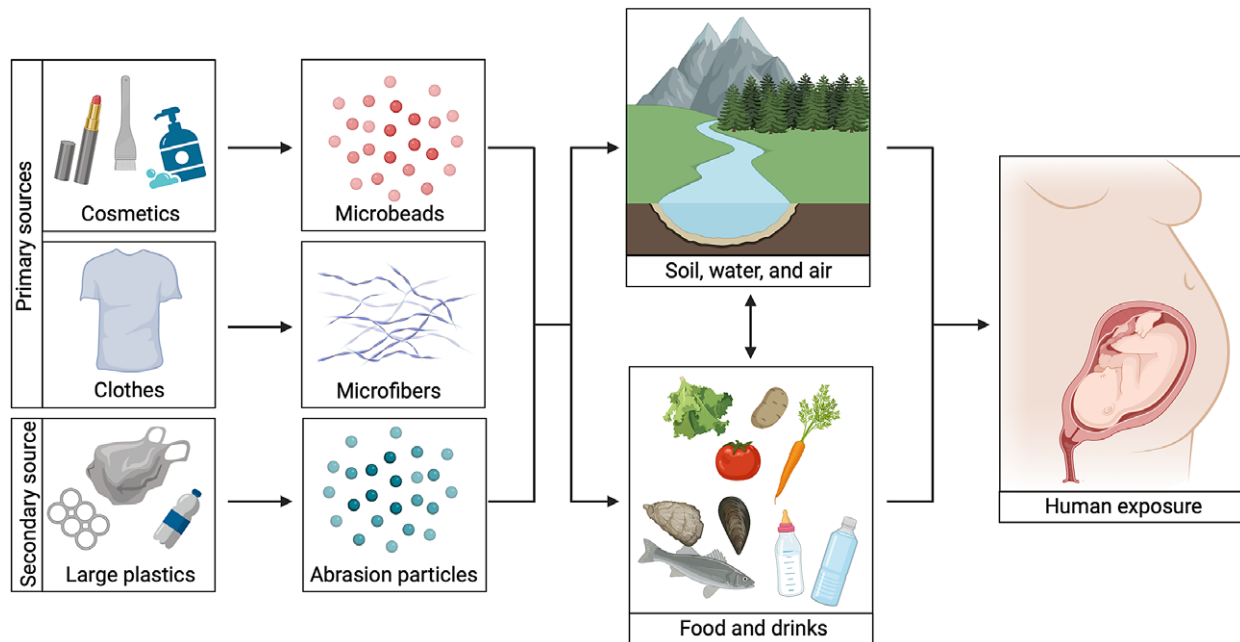 Primary sources
Cosmetics
Microbeads
Clothes
Microfibers
Secondary source
Large plastics
Abrasion particles
Soil, water, and air
Food and drinks
Human exposure